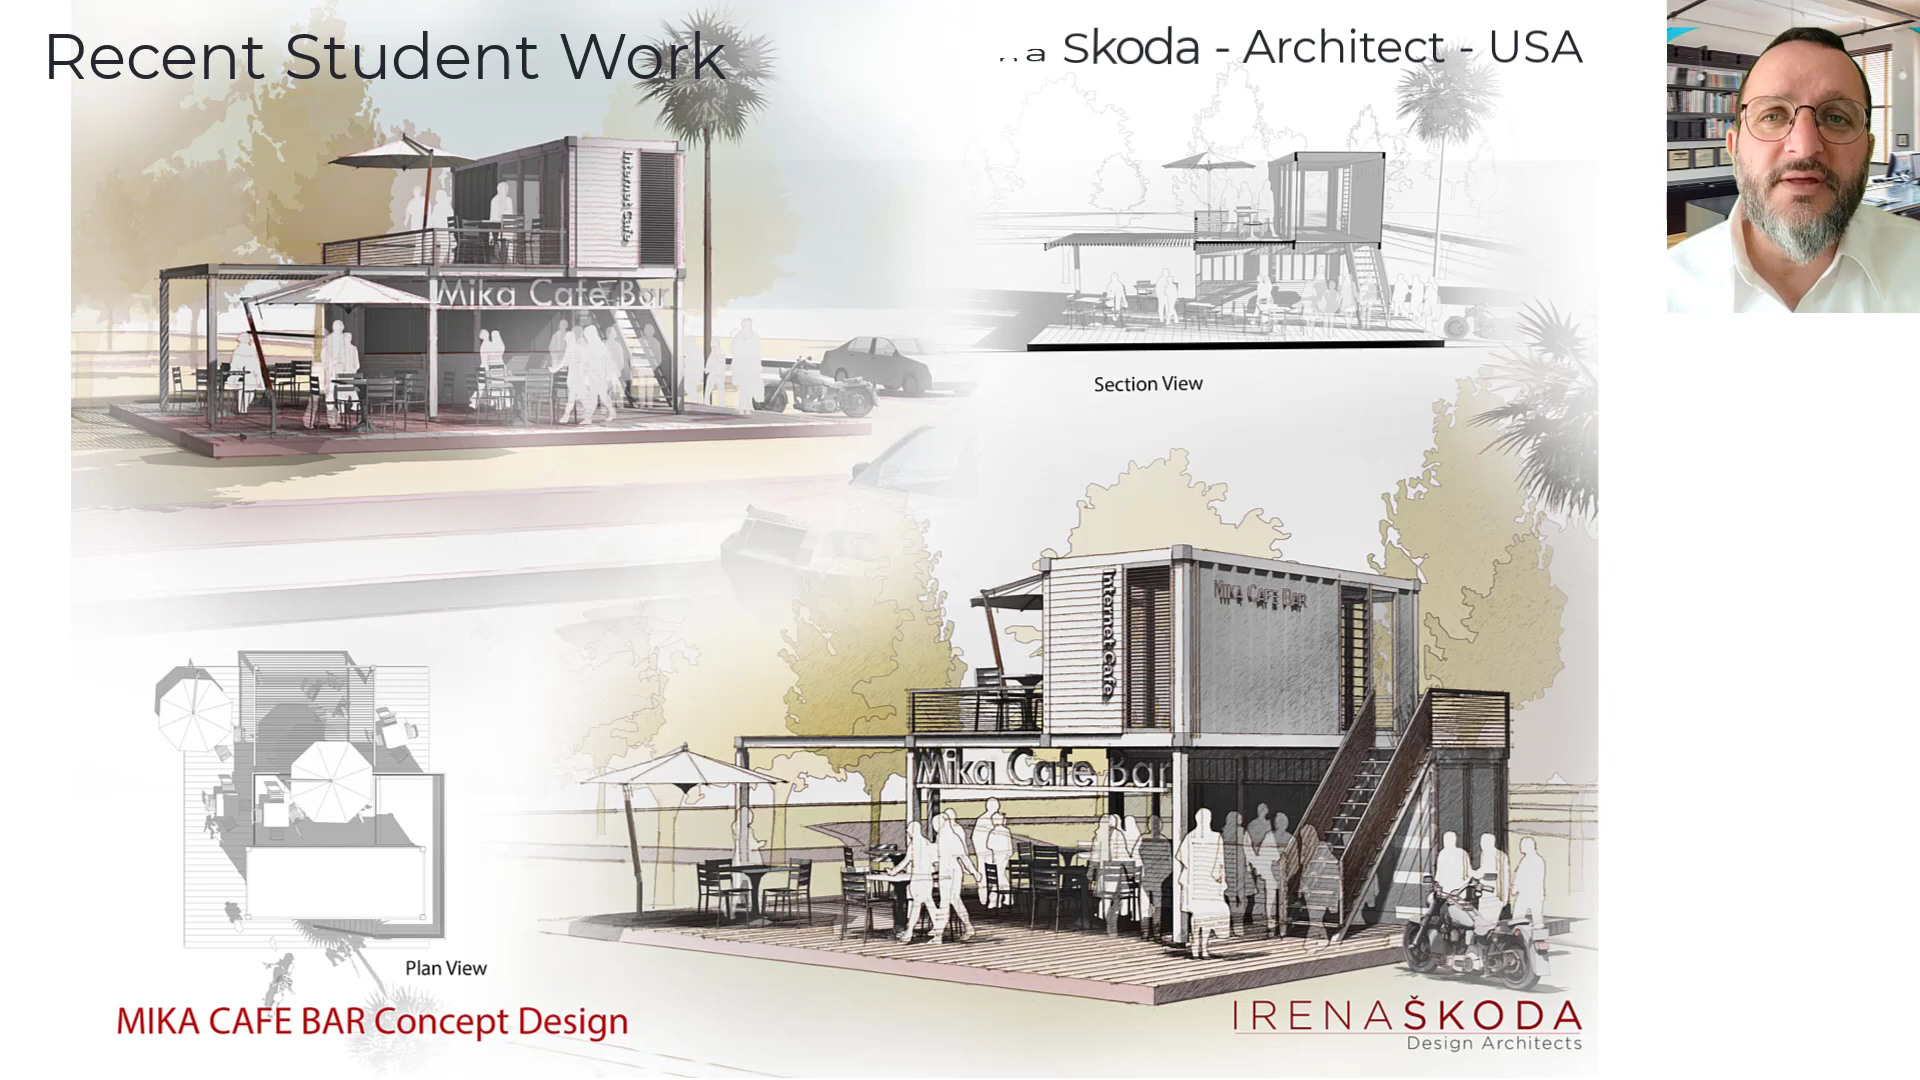 Recent Student Work
Skoda - Architect - USA
Internet Cafe
Mika Cafe Bar
Section View
Internet Cafe
MIKA CAFE BAR
Mika Cafe Bar
Plan View
MIKA CAFE BAR Concept Design
IRENAŠKODA
Design Architects